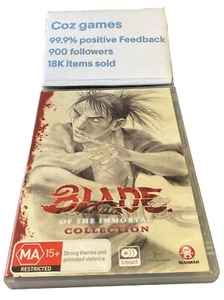 Coz games
99.9% positive Feedback
900 followers
18K items sold
BLADE
OF THE IMMORTAL
COLLECTION
MA 15+
RESTRICTED
Strong themes and
animated violence
MADMAN